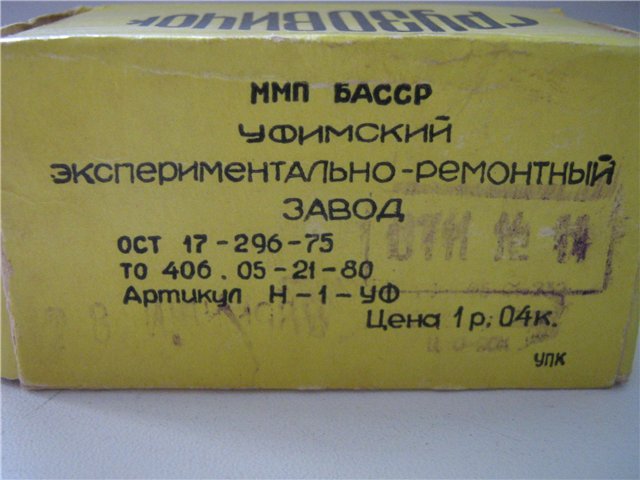 грузовичок
ММП БАССР
УФИМСКИЙ
ЭКСПЕРИМЕНТАЛЬНО-РЕМОНТНЫЙ
ЗАВОД
ОСТ 17-296-75
ТО 406.05-21-80
Артикул Н-1-УФ
Цена 1р.04к.
УПК